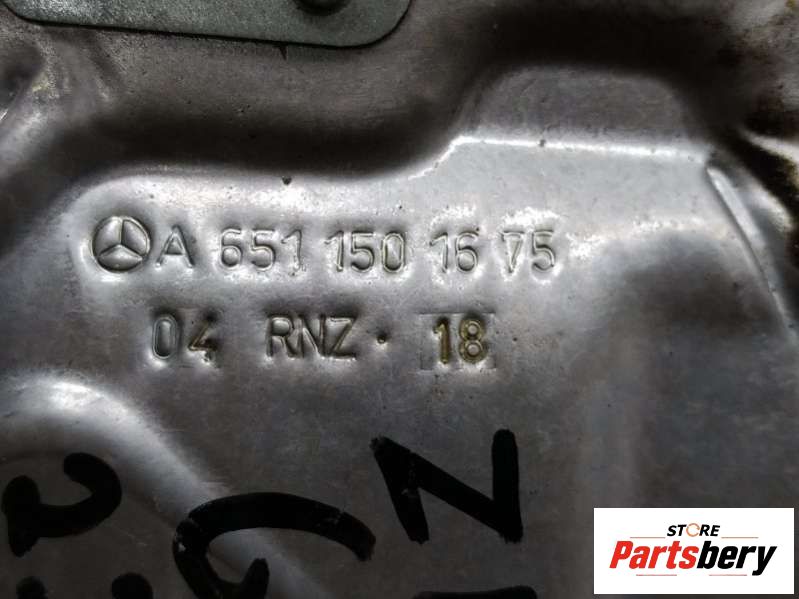 A 651 150 16 75
04 RNZ · 18
N
STORE
Partsbery